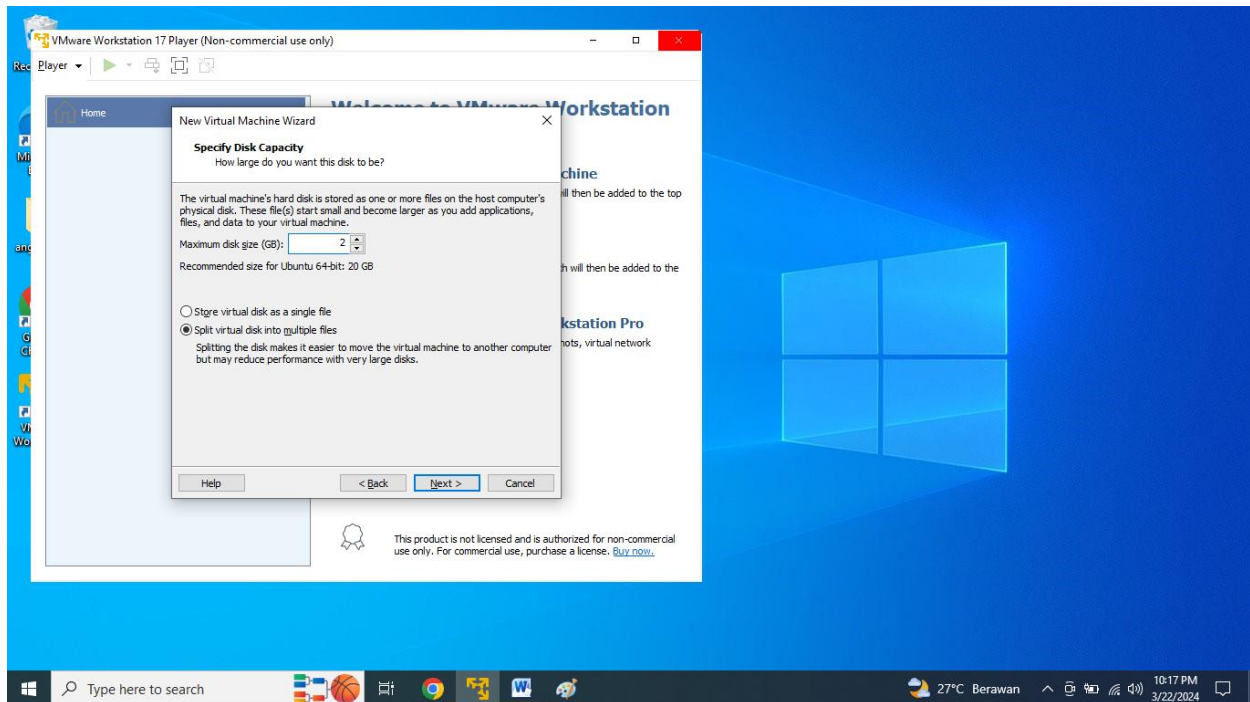 VMware Workstation 17 Player (Non-commercial use only)
Player
Home
Workstation
New Virtual Machine Wizard
Specify Disk Capacity
How large do you want this disk to be?
The virtual machine's hard disk is stored as one or more files on the host computer's
physical disk. These file(s) start small and become larger as you add applications,
files, and data to your virtual machine.
Maximum disk size (GB): 2
Recommended size for Ubuntu 64-bit: 20 GB
Store virtual disk as a single file
Split virtual disk into multiple files
Splitting the disk makes it easier to move the virtual machine to another computer
but may reduce performance with very large disks.
Help < Back Next > Cancel
will then be added to the top
will then be added to the
Pro
virtual network
This product is not licensed and is authorized for non-commercial
use only. For commercial use, purchase a license. Buy now.
Type here to search
27°C Berawan
10:17 PM
3/22/2024